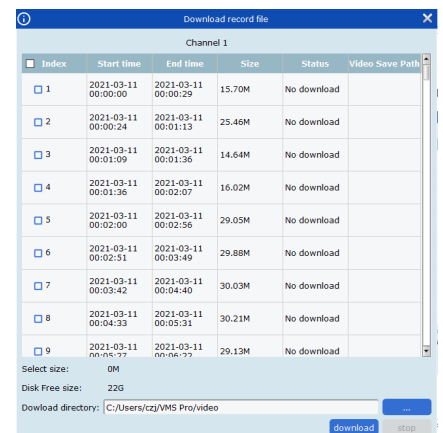 Download record file
Channel 1
Index Start time End time Size Status Video Save Path
1 2021-03-11 00:00:00 2021-03-11 00:00:29 15.70M No download
2 2021-03-11 00:00:24 2021-03-11 00:01:13 25.46M No download
3 2021-03-11 00:01:09 2021-03-11 00:01:36 14.64M No download
4 2021-03-11 00:01:36 2021-03-11 00:02:07 16.02M No download
5 2021-03-11 00:02:00 2021-03-11 00:02:56 29.05M No download
6 2021-03-11 00:02:51 2021-03-11 00:03:49 29.88M No download
7 2021-03-11 00:03:42 2021-03-11 00:04:40 30.03M No download
8 2021-03-11 00:04:33 2021-03-11 00:05:31 30.21M No download
9 2021-03-11 00:05:27 2021-03-11 00:06:22 29.13M No download
Select size: 0M
Disk Free size: 22G
Dowload directory: C:/Users/czj/VMS Pro/video ...
download stop